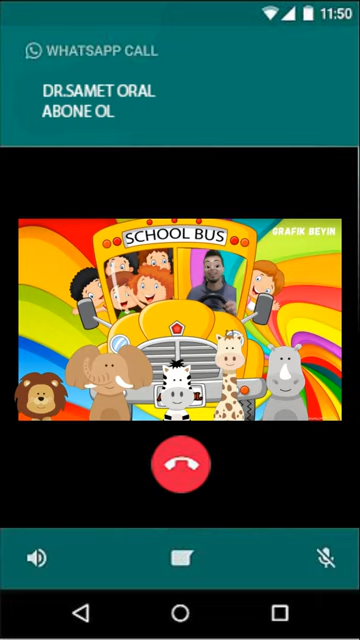 11:50
WHATSAPP CALL
DR.SAMET ORAL
ABONE OL
GRAFIK BEYIN
SCHOOL BUS